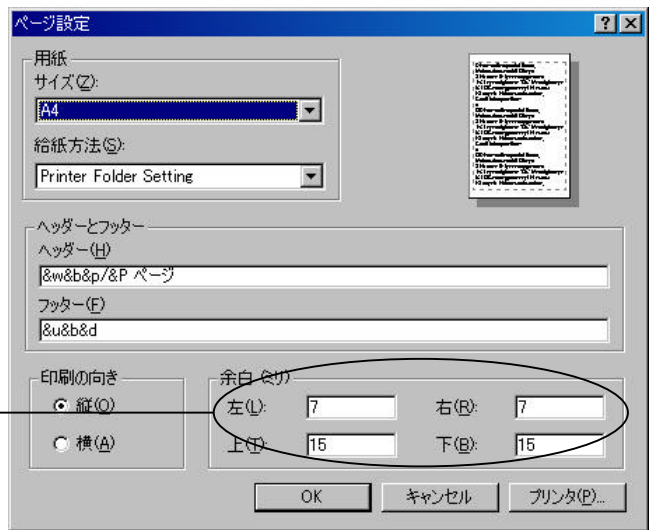 ページ設定
用紙
サイズ(Z):
A4
給紙方法(S):
Printer Folder Setting
ヘッダーとフッター
ヘッダー(H)
&w&b&p/&P ページ
フッター(F)
&u&b&d
印刷の向き
縦(O)
横(A)
余白 (ミリ)
左(L): 7 右(R): 7
上(T): 15 下(B): 15
OK キャンセル プリンタ(P)...